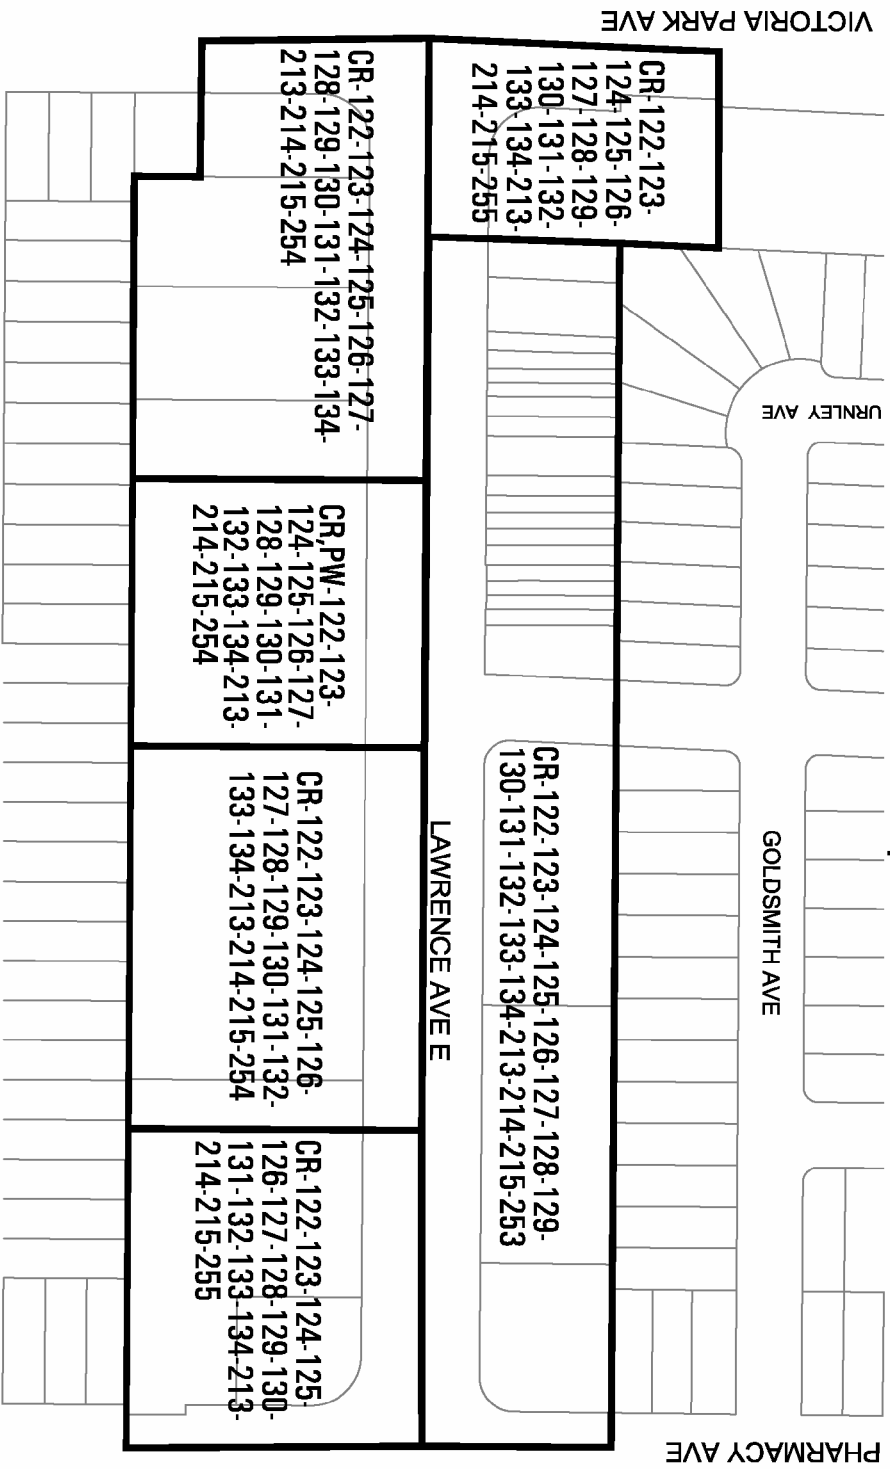 VICTORIA PARK AVE
CR-122-123-
124-125-126-
127-128-129-
130-131-132-
133-134-213-
214-215-255
CR-122-123-124-125-126-127-
128-129-130-131-132-133-134-
213-214-215-254
URNLEY AVE
CR,PW-122-123-
124-125-126-127-
128-129-130-131-
132-133-134-213-
214-215-254
CR-122-123-124-125-126-127-128-129-
130-131-132-133-134-213-214-215-253
GOLDSMITH AVE
LAWRENCE AVE E
CR-122-123-124-125-126-
127-128-129-130-131-132-
133-134-213-214-215-254
CR-122-123-124-125-
126-127-128-129-130-
131-132-133-134-213-
214-215-255
PHARMACY AVE